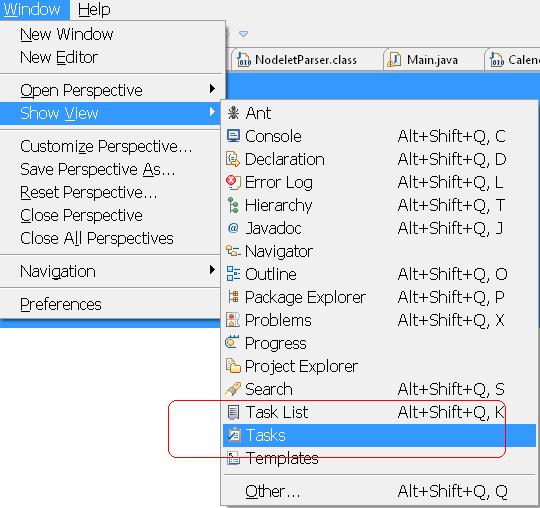 Window Help
New Window
New Editor
Open Perspective
Show View
Customize Perspective...
Save Perspective As...
Reset Perspective...
Close Perspective
Close All Perspectives
Navigation
Preferences
NodeletParser.class Main.java Calen
Ant
Console Alt+Shift+Q, C
Declaration Alt+Shift+Q, D
Error Log Alt+Shift+Q, L
Hierarchy Alt+Shift+Q, T
Javadoc Alt+Shift+Q, J
Navigator
Outline Alt+Shift+Q, O
Package Explorer Alt+Shift+Q, P
Problems Alt+Shift+Q, X
Progress
Project Explorer
Search Alt+Shift+Q, S
Task List Alt+Shift+Q, K
Tasks
Templates
Other... Alt+Shift+Q, Q